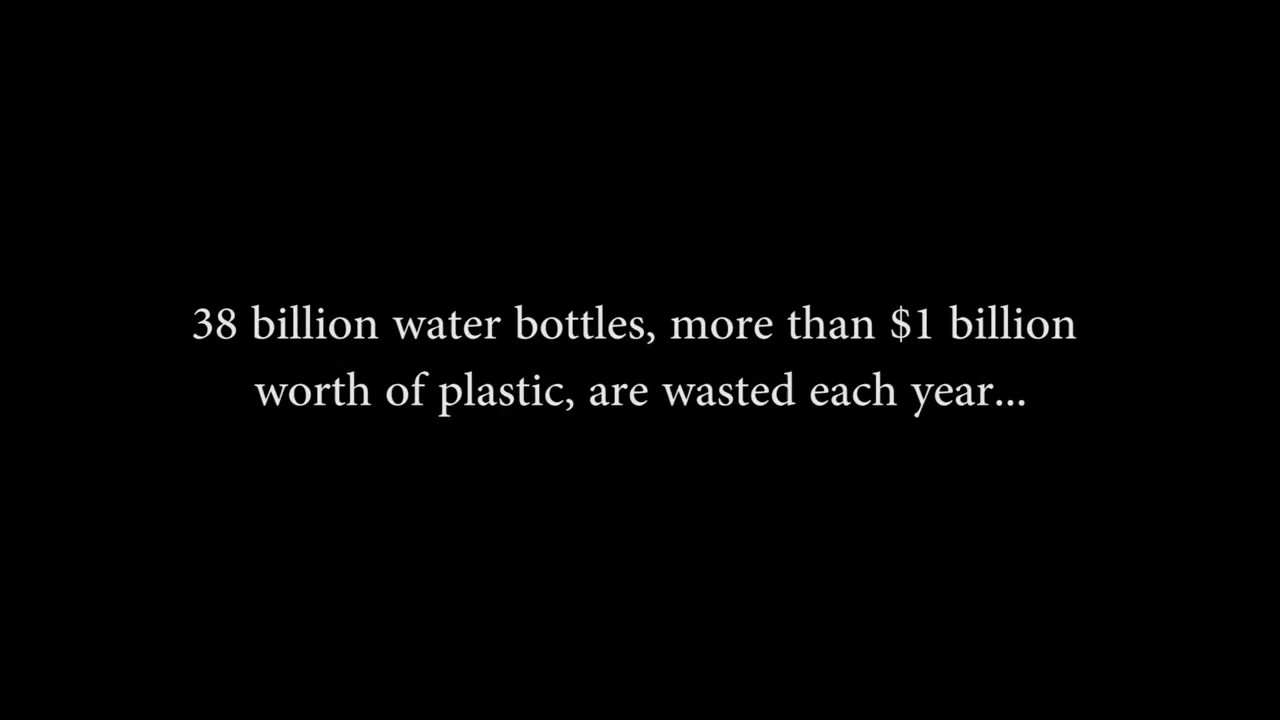 38 billion water bottles, more than $1 billion
worth of plastic, are wasted each year...